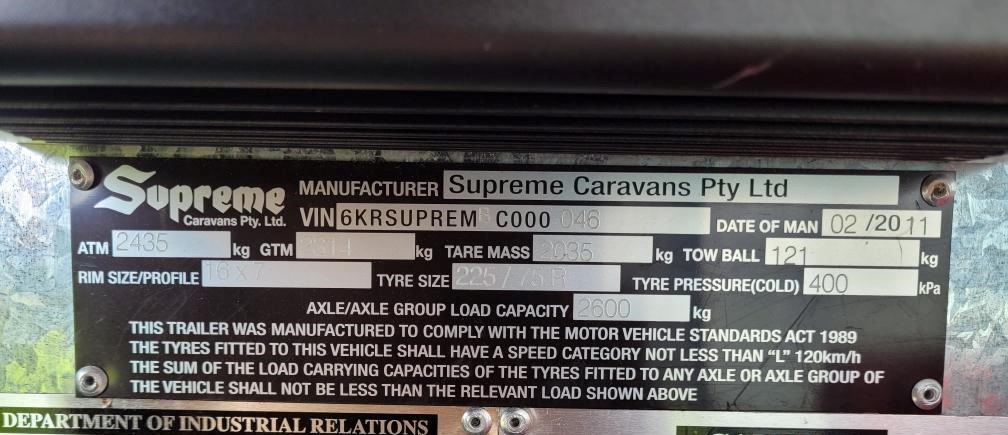 Supreme
Caravans Pty. Ltd.
MANUFACTURER Supreme Caravans Pty Ltd
VIN 6KRSUPREM C000 046 DATE OF MAN 02 /2011
ATM 2435 kg GTM 2314 kg TARE MASS 2035 kg TOW BALL 121 kg
RIM SIZE/PROFILE 16 x 7 TYRE SIZE 225 / 75 R TYRE PRESSURE(COLD) 400 kPa
AXLE/AXLE GROUP LOAD CAPACITY 2600 kg
THIS TRAILER WAS MANUFACTURED TO COMPLY WITH THE MOTOR VEHICLE STANDARDS ACT 1989
THE TYRES FITTED TO THIS VEHICLE SHALL HAVE A SPEED CATEGORY NOT LESS THAN "L" 120km/h
THE SUM OF THE LOAD CARRYING CAPACITIES OF THE TYRES FITTED TO ANY AXLE OR AXLE GROUP OF
THE VEHICLE SHALL NOT BE LESS THAN THE RELEVANT LOAD SHOWN ABOVE
DEPARTMENT OF INDUSTRIAL RELATIONS